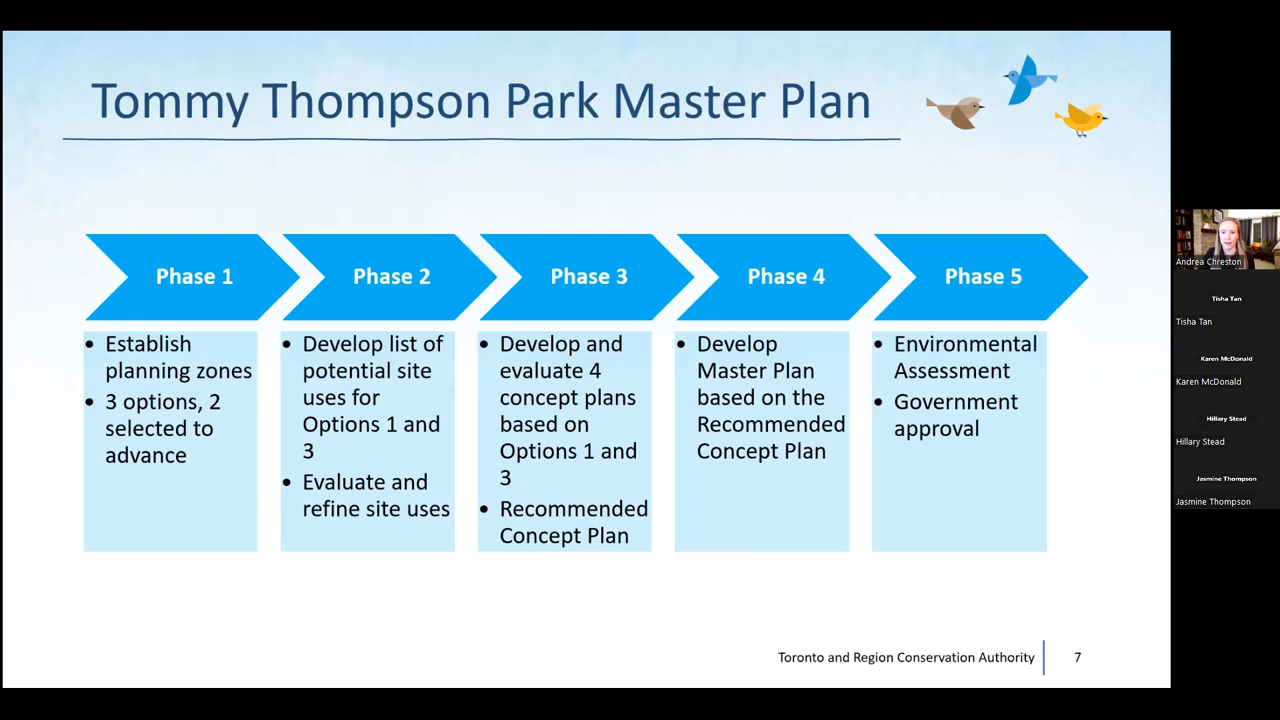 Tommy Thompson Park Master Plan
Phase 1
Phase 2
Phase 3
Phase 4
Phase 5
• Establish
planning zones
• 3 options, 2
selected to
advance
• Develop list of
potential site
uses for
Options 1 and
3
• Evaluate and
refine site uses
• Develop and
evaluate 4
concept plans
based on
Options 1 and
3
• Recommended
Concept Plan
• Develop
Master Plan
based on the
Recommended
Concept Plan
• Environmental
Assessment
• Government
approval
Toronto and Region Conservation Authority
7
Andrea Chreston
Tisha Tan
Tisha Tan
Karen McDonald
Karen McDonald
Hillary Stead
Hillary Stead
Jasmine Thompson
Jasmine Thompson